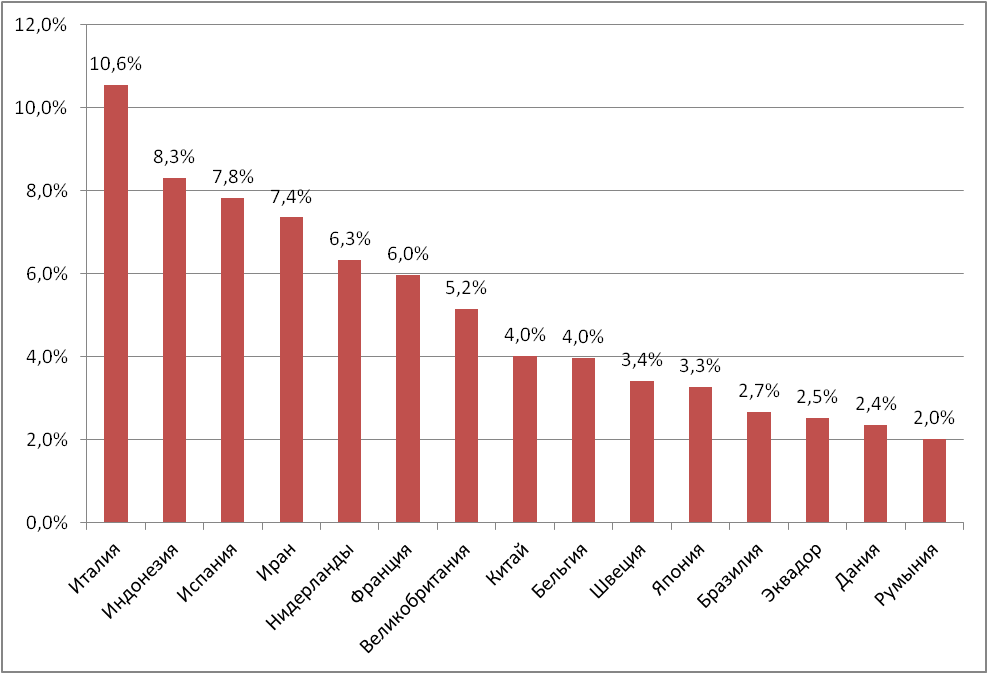 12,0%
10,0%
8,0%
6,0%
4,0%
2,0%
0,0%
10,6%
8,3%
7,8%
7,4%
6,3%
6,0%
5,2%
4,0%
4,0%
3,4%
3,3%
2,7%
2,5%
2,4%
2,0%
Италия
Индонезия
Испания
Иран
Нидерланды
Франция
Великобритания
Китай
Бельгия
Швеция
Япония
Бразилия
Эквадор
Дания
Румыния